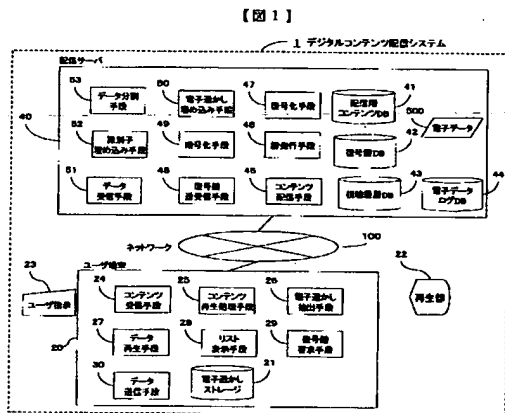 【図1】
1 デジタルコンテンツ配信システム
配信サーバ
53
データ分割
手段
50
電子透かし
埋め込み手段
47
復号化手段
41
配信用
コンテンツDB
500
電子データ
40
52
識別子
埋め込み手段
49
暗号化手段
46
鍵発行手段
42
復号鍵DB
51
データ
受信手段
48
復号鍵
送受信手段
45
コンテンツ
配信手段
43
視聴履歴DB
44
電子データ
ログDB
ネットワーク
100
ユーザ端末
23
ユーザ指示
20
24
コンテンツ
受信手段
25
コンテンツ
再生処理手段
26
電子透かし
抽出手段
22
再生部
27
データ
再生手段
28
リスト
表示手段
29
復号鍵
要求手段
30
データ
送信手段
21
電子透かし
ストレージ